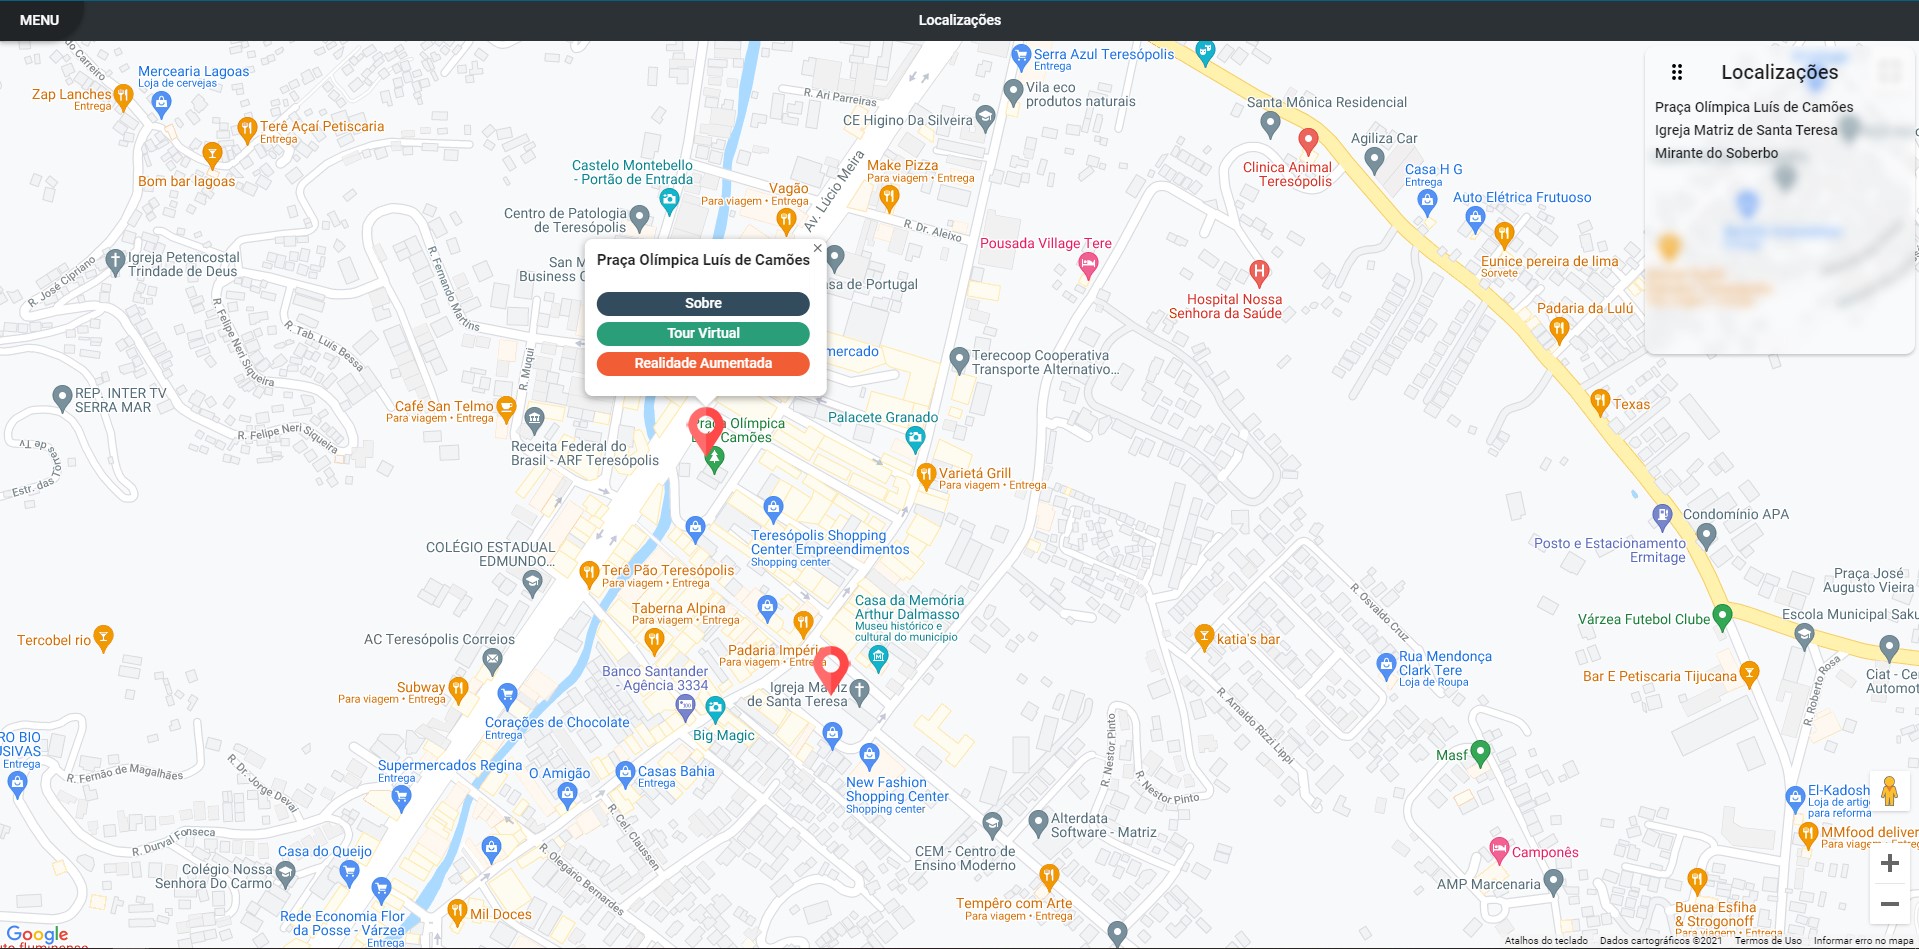 MENU
Localizações
Localizações
Praça Olímpica Luís de Camões
Igreja Matriz de Santa Teresa
Mirante do Soberbo
Mercearia Lagoas
Loja de cervejas
Zap Lanches
Entrega
Terê Açaí Petiscaria
Entrega
Bom bar lagoas
Igreja Petencostal
Trindade de Deus
R. José Cipriano
R. Felipe Neri Siqueira
R. Tab. Luís Bessa
R. Fernando Martins
R. Muqui
REP. INTER TV
SERRA MAR
R. Felipe Neri Siqueira
Café San Telmo
Para viagem • Entrega
Receita Federal do
Brasil - ARF Teresópolis
Castelo Montebello
- Portão de Entrada
Centro de Patologia
de Teresópolis
San M
Business C
Vagão
Para viagem • Entrega
Av. Lúcio Meira
R. Ari Parreiras
CE Higino Da Silveira
Make Pizza
Para viagem • Entrega
R. Dr. Aleixo
Serra Azul Teresópolis
Entrega
Vila eco
produtos naturais
Santa Mônica Residencial
Clinica Animal
Teresópolis
Agiliza Car
Casa H G
Entrega
Auto Elétrica Frutuoso
Eunice pereira de lima
Sorvete
Padaria da Lulú
Pousada Village Tere
Hospital Nossa
Senhora da Saúde
Praça Olímpica Luís de Camões
Sobre
Tour Virtual
Realidade Aumentada
sa de Portugal
mercado
Terecoop Cooperativa
Transporte Alternativo...
Palacete Granado
Praça Olímpica
Luís Camões
Varietá Grill
Para viagem • Entrega
Texas
Teresópolis Shopping
Center Empreendimentos
Shopping center
COLÉGIO ESTADUAL
EDMUNDO...
Terê Pão Teresópolis
Para viagem • Entrega
Taberna Alpina
Para viagem • Entrega
Casa da Memória
Arthur Dalmasso
Museu histórico e
cultural do município
Condomínio APA
Posto e Estacionamento
Ermitage
Praça José
Augusto Vieira
Várzea Futebol Clube
Escola Municipal Saku
Tercobel rio
AC Teresópolis Correios
Padaria Impéri
Para viagem • Entrega
Banco Santander
- Agência 3334
Igreja Matriz
de Santa Teresa
katia's bar
R. Osvaldo Cruz
Rua Mendonça
Clark Tere
Loja de Roupa
Bar E Petiscaria Tijucana
Ciat - Ce
Automot
R. Roberto Rosa
Subway
Para viagem • Entrega
Corações de Chocolate
Entrega
Big Magic
R. Arnaldo Rizzi Lippi
R. Nestor Pinto
R. Nestor Pinto
Masf
RO BIO
USIVAS
Entrega
R. Fernão de Magalhães
R. Dr. Jorge Deval
Supermercados Regina
Entrega
O Amigão
Casas Bahia
Entrega
New Fashion
Shopping Center
Shopping center
El-Kadosh
Loja de artig
para reforma
MMfood deliver
Para viagem • Entreg
R. Durval Fonseca
R. Cel. Claussen
R. Olegário Bernardes
Alterdata
Software - Matriz
CEM - Centro de
Ensino Moderno
Camponês
AMP Marcenaria
Colégio Nossa
Senhora Do Carmo
Casa do Queijo
Rede Economia Flor
da Posse - Várzea
Entrega
Mil Doces
Tempêro com Arte
Para viagem • Entrega
Buena Esfiha
& Strogonoff
Para viagem • Entrega
Google
Atalhos do teclado
Dados cartográficos ©2021
Termos de Uso
Informar erro no mapa